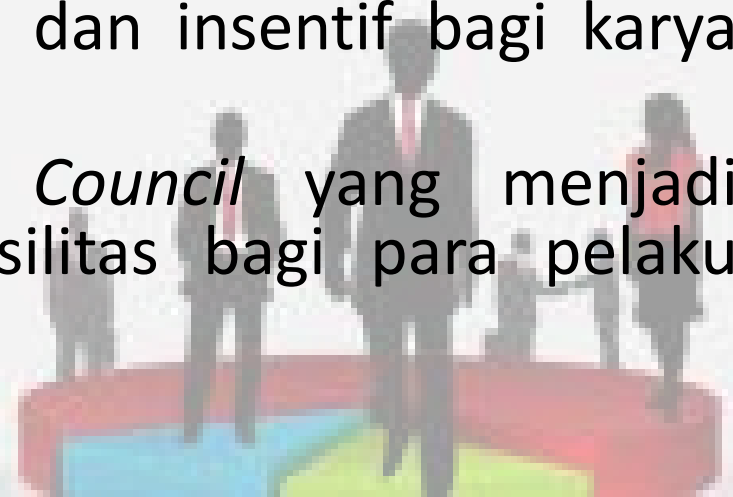 dan insentif bagi karya
Council yang menjadi
silitas bagi para pelaku